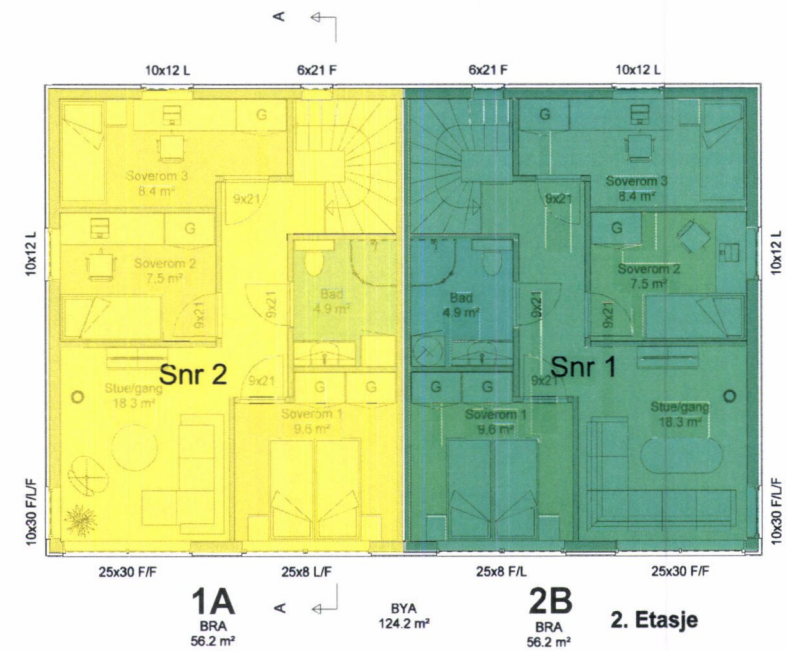 A
10x12 L
6x21 F
6x21 F
10x12 L
G
G
Soverom 3
8.4 m²
Soverom 3
8.4 m²
9x21
9x21
10x12 L
10x12 L
G
G
Soverom 2
7.5 m²
Soverom 2
7.5 m²
Bad
4.9 m²
Bad
4.9 m²
9x21
9x21
9x21
9x21
Snr 2
Snr 1
9x21
9x21
Stue/gang
18.3 m²
G G
G G
Stue/gang
18.3 m²
Soverom 1
9.6 m²
Soverom 1
9.6 m²
10x30 F/L/F
10x30 F/L/F
25x30 F/F
25x8 L/F
25x8 F/L
25x30 F/F
1A
BRA
56.2 m²
A
BYA
124.2 m²
2B
BRA
56.2 m²
2. Etasje